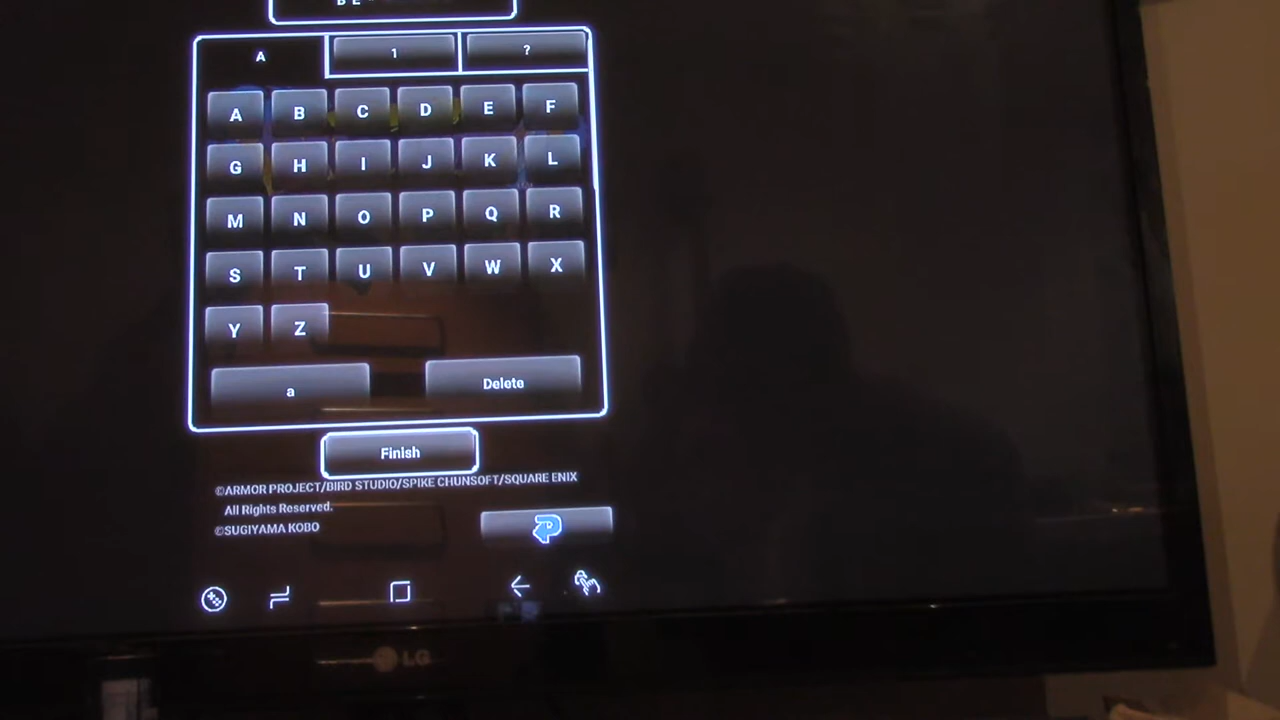 B E
A 1 ?
A B C D E F
G H I J K L
M N O P Q R
S T U V W X
Y Z
a Delete
Finish
©ARMOR PROJECT/BIRD STUDIO/SPIKE CHUNSOFT/SQUARE ENIX
All Rights Reserved.
©SUGIYAMA KOBO
LG